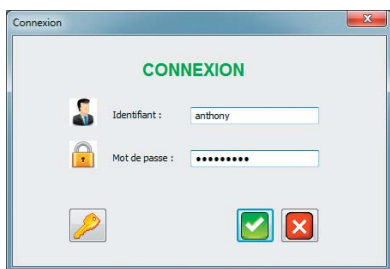 Connexion
CONNEXION
Identifiant :
anthony
Mot de passe :
•••••••••